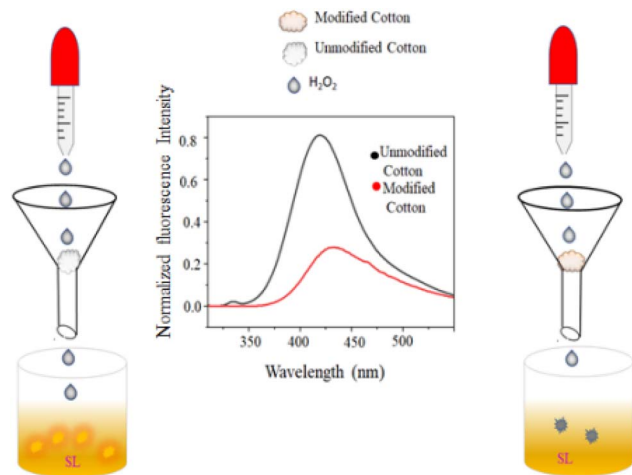 Modified Cotton
Unmodified Cotton
H₂O₂
Normalized fluorescence Intensity
0.8
0.6
0.4
0.2
0.0
Unmodified
Cotton
Modified
Cotton
350 400 450 500
Wavelength (nm)
SL
SL